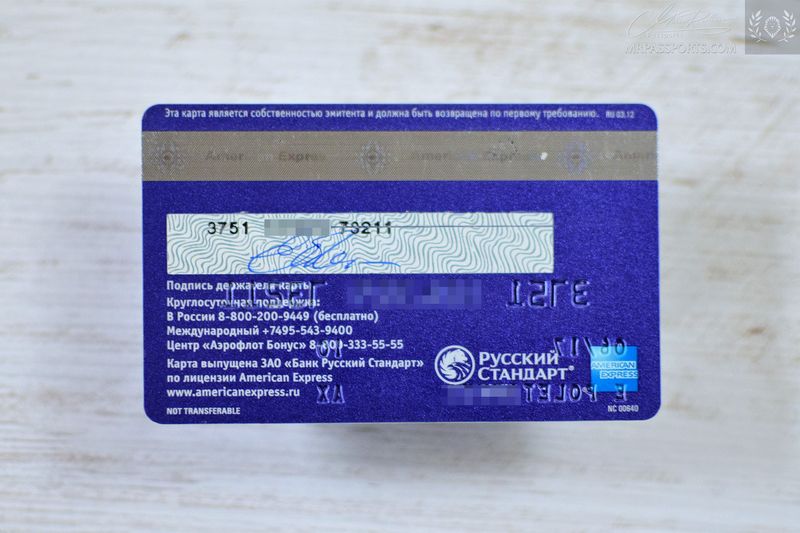 MRPASSPORTS.COM
Эта карта является собственностью эмитента и должна быть возвращена по первому требованию. RU 03.12
American Express American Express
3751 73211
Подпись держателя карты
Круглосуточная поддержка:
В России 8-800-200-9449 (бесплатно)
Международный +7495-543-9400
Центр «Аэрофлот Бонус» 8-800-333-55-55
Карта выпущена ЗАО «Банк Русский Стандарт»
по лицензии American Express
www.americanexpress.ru
NOT TRANSFERABLE
РУССКИЙ
СТАНДАРТ®
AMERICAN
EXPRESS
NC 00640